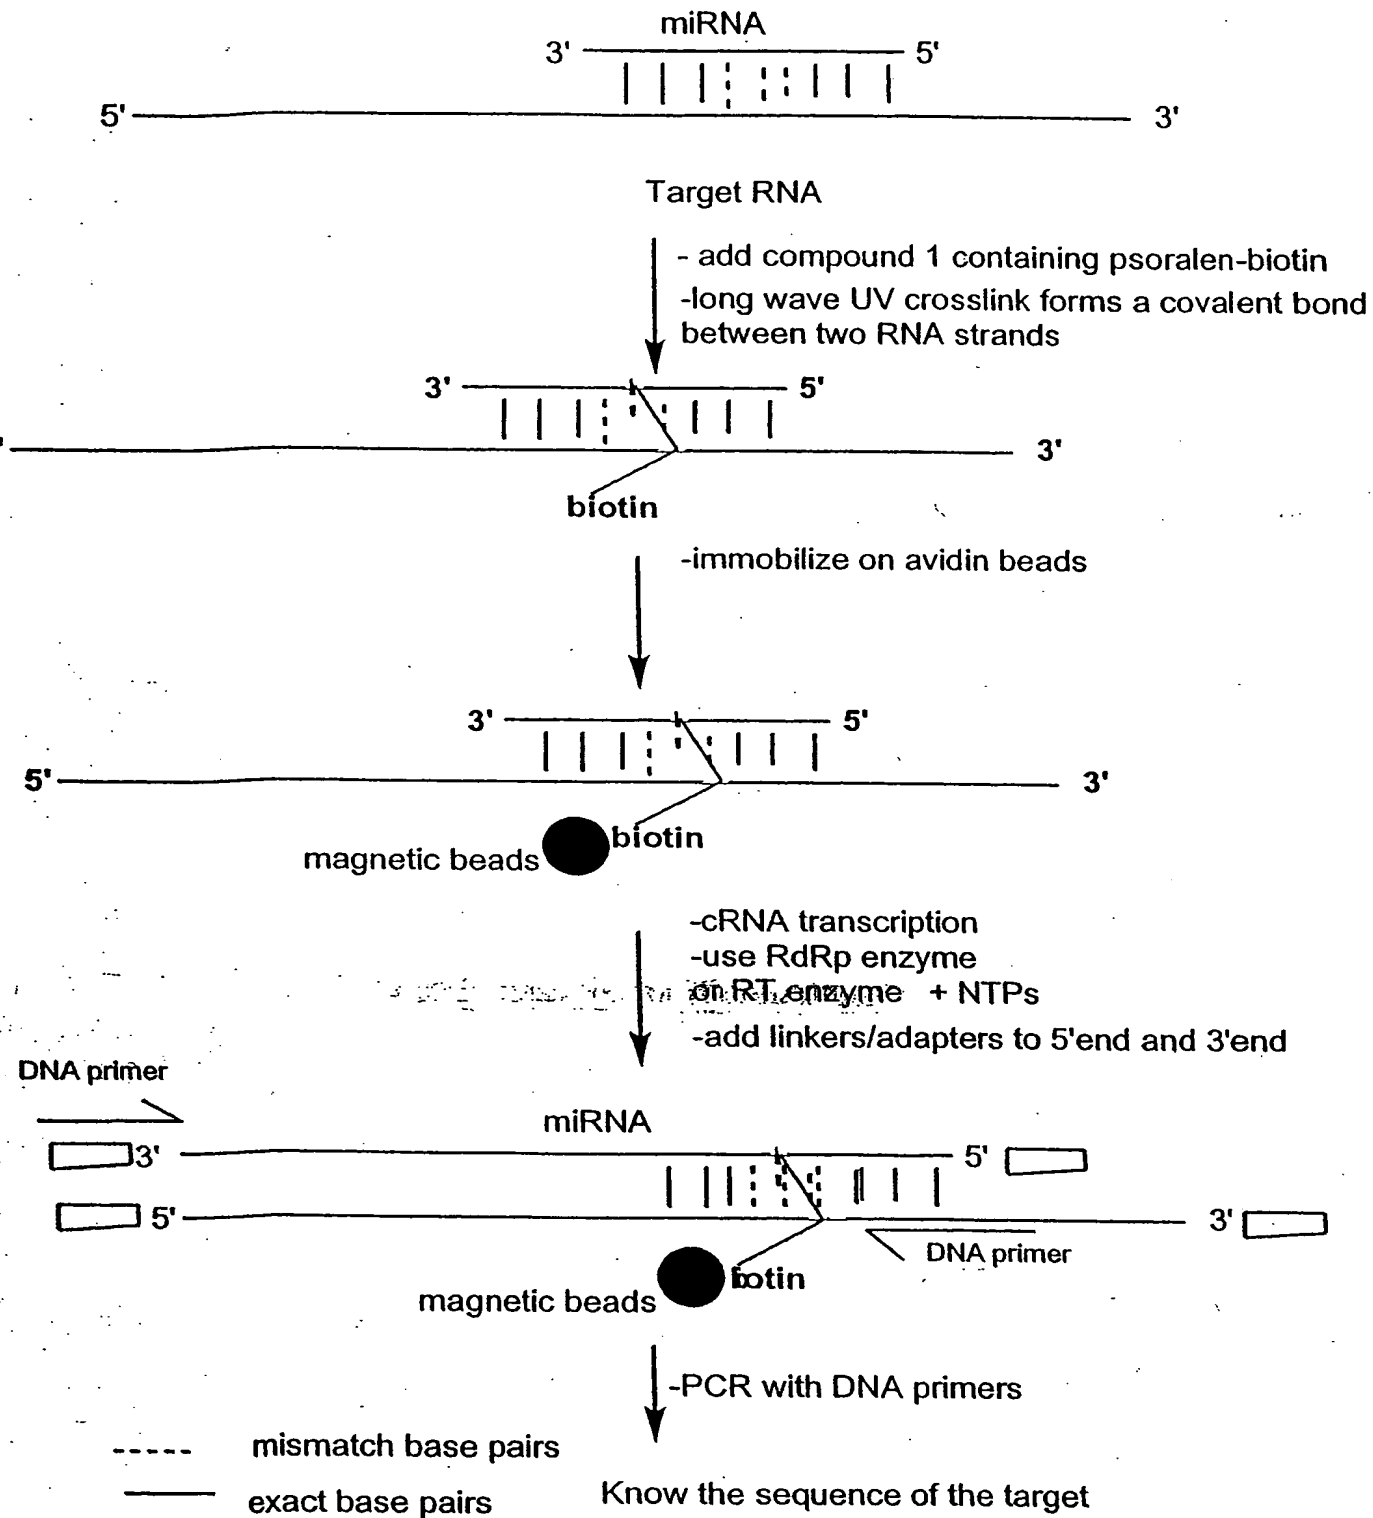 miRNA
3' 5'
5' 3'
Target RNA
- add compound 1 containing psoralen-biotin
-long wave UV crosslink forms a covalent bond
between two RNA strands
3' 5'
3'
biotin
-immobilize on avidin beads
3' 5'
5' 3'
biotin
magnetic beads
-cRNA transcription
-use RdRp enzyme
or RT enzyme + NTPs
-add linkers/adapters to 5'end and 3'end
DNA primer
miRNA
3' 5'
5' 3'
DNA primer
biotin
magnetic beads
-PCR with DNA primers
mismatch base pairs
exact base pairs
Know the sequence of the target